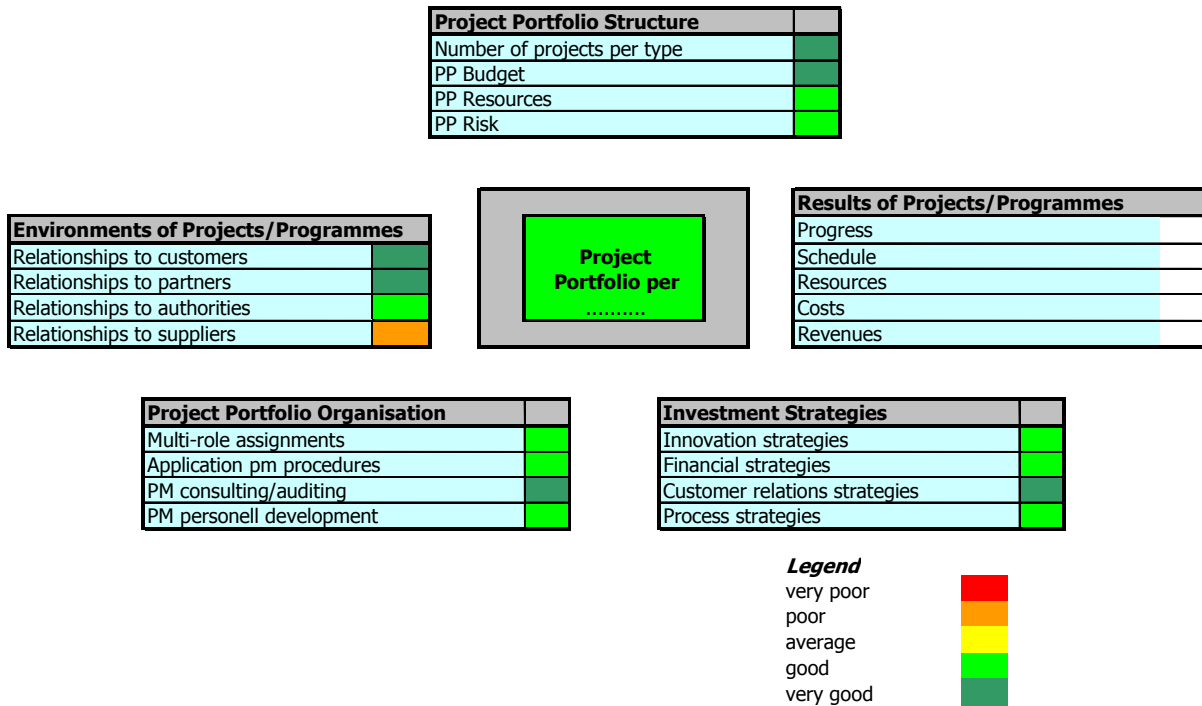 Project Portfolio Structure
Number of projects per type
PP Budget
PP Resources
PP Risk
Environments of Projects/Programmes
Relationships to customers
Relationships to partners
Relationships to authorities
Relationships to suppliers
Project
Portfolio per
..........
Results of Projects/Programmes
Progress
Schedule
Resources
Costs
Revenues
Project Portfolio Organisation
Multi-role assignments
Application pm procedures
PM consulting/auditing
PM personell development
Investment Strategies
Innovation strategies
Financial strategies
Customer relations strategies
Process strategies
Legend
very poor
poor
average
good
very good